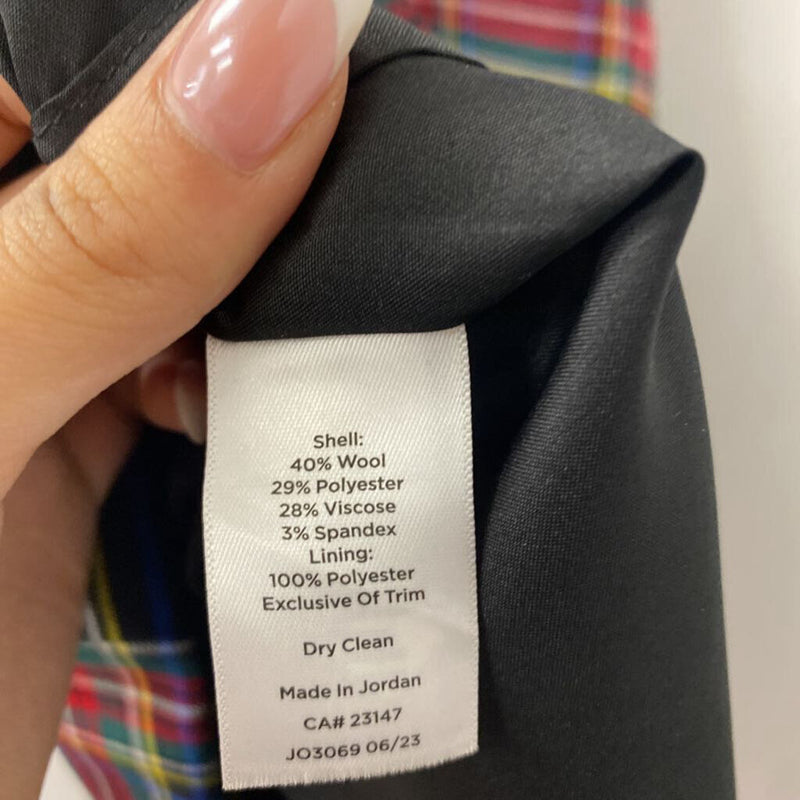 Shell:
40% Wool
29% Polyester
28% Viscose
3% Spandex
Lining:
100% Polyester
Exclusive Of Trim
Dry Clean
Made In Jordan
CA# 23147
JO3069 06/23